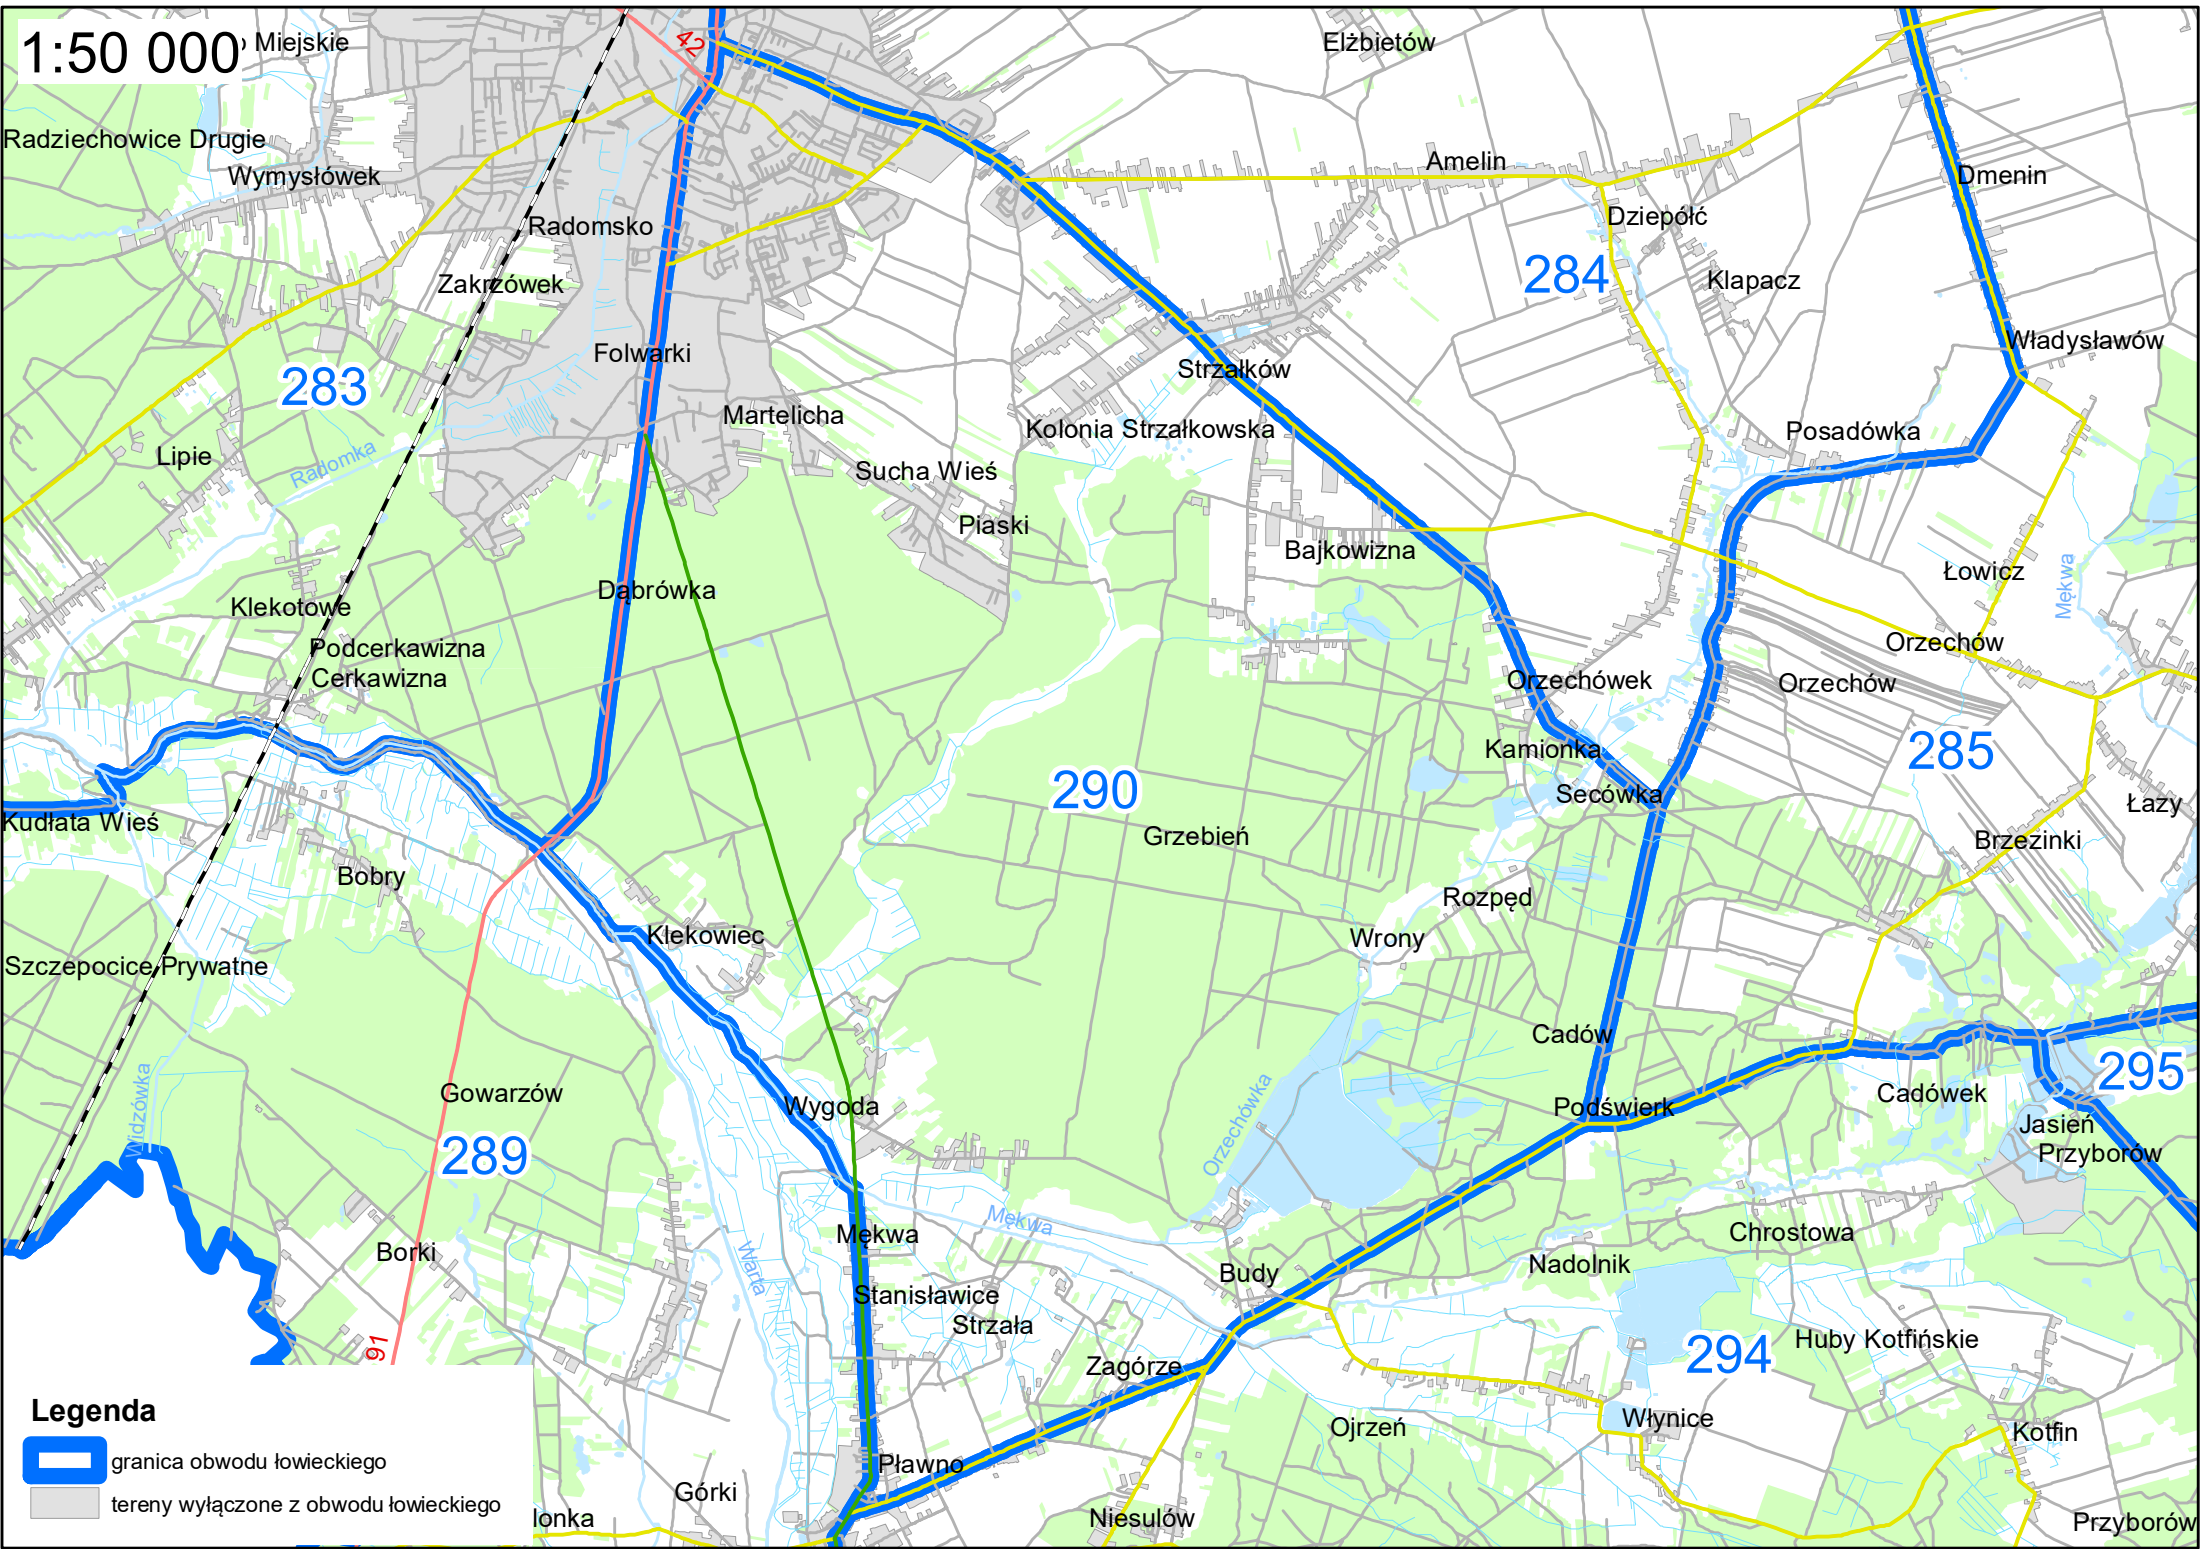 1:50 000
Miejskie
42
Elżbietów
Radziechowice Drugie
Wymysłówek
Amelin
Dmenin
Radomsko
Dziepółć
Zakrzówek
284
Klapacz
Folwarki
Władysławów
283
Strzałków
Martelicha
Kolonia Strzałkowska
Posadówka
Lipie
Radomka
Sucha Wieś
Piaski
Bajkowizna
Łowicz
Mękwa
Dąbrówka
Klekotowe
Podcerkawizna
Orzechów
Cerkawizna
Orzechówek
Orzechów
Kamionka
285
290
Secówka
Łazy
Kudłata Wieś
Grzebień
Brzezinki
Bobry
Rozpęd
Klekowiec
Wrony
Szczepocice Prywatne
Cadów
295
Widzówka
Gowarzów
Wygoda
Orzechówka
Podświerk
Cadówek
Jasień
289
Przyborów
Mękwa
Mękwa
Chrostowa
Borki
Warta
Budy
Nadolnik
Stanisławice
Strzała
91
Zagórze
294
Huby Kotfińskie
Legenda
Włynice
Ojrzeń
Kotfin
granica obwodu łowieckiego
Pławno
Górki
tereny wyłączone z obwodu łowieckiego
lonka
Niesulów
Przyborów